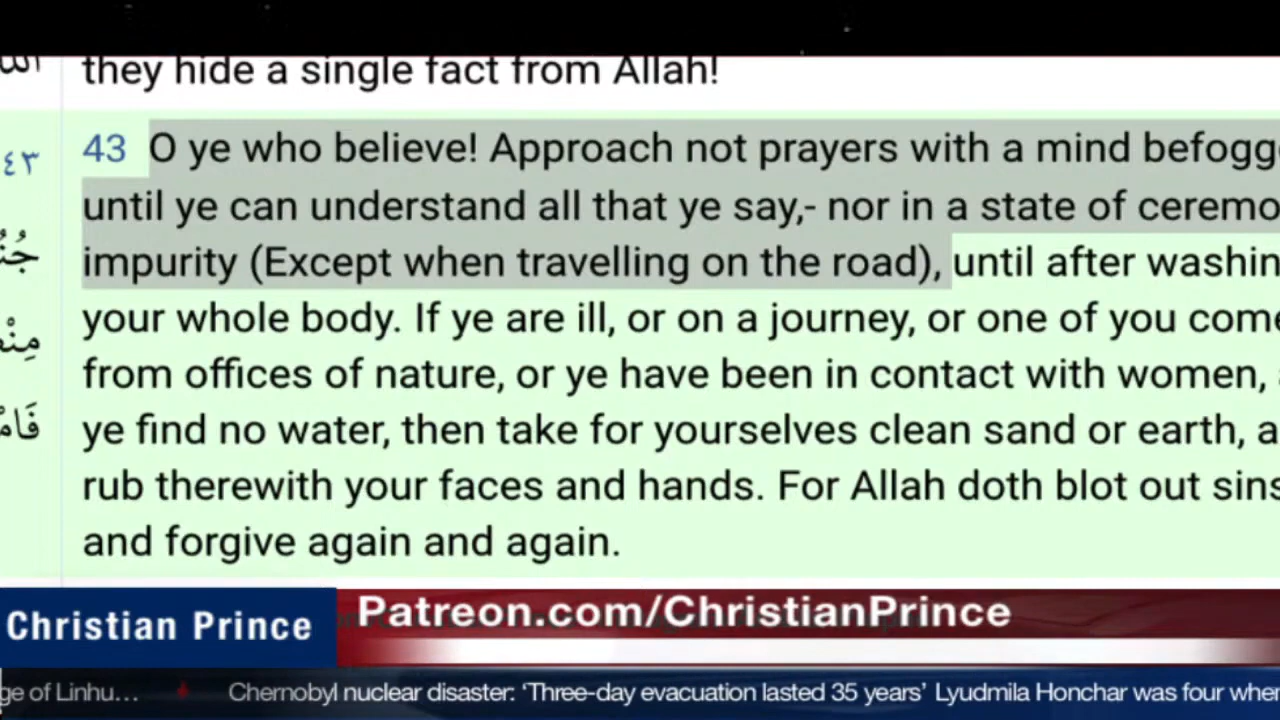 they hide a single fact from Allah!
٤٣
43 O ye who believe! Approach not prayers with a mind
until ye can understand all that ye say,- nor in a state of
impurity (Except when travelling on the road), until after
your whole body. If ye are ill, or on a journey, or one of you
from offices of nature, or ye have been in contact with women,
ye find no water, then take for yourselves clean sand or earth,
rub therewith your faces and hands. For Allah doth blot out sins
and forgive again and again.
Christian Prince
Patreon.com/ChristianPrince
ge of Linhu… Chernobyl nuclear disaster: ‘Three-day evacuation lasted 35 years’ Lyudmila Honchar was four when